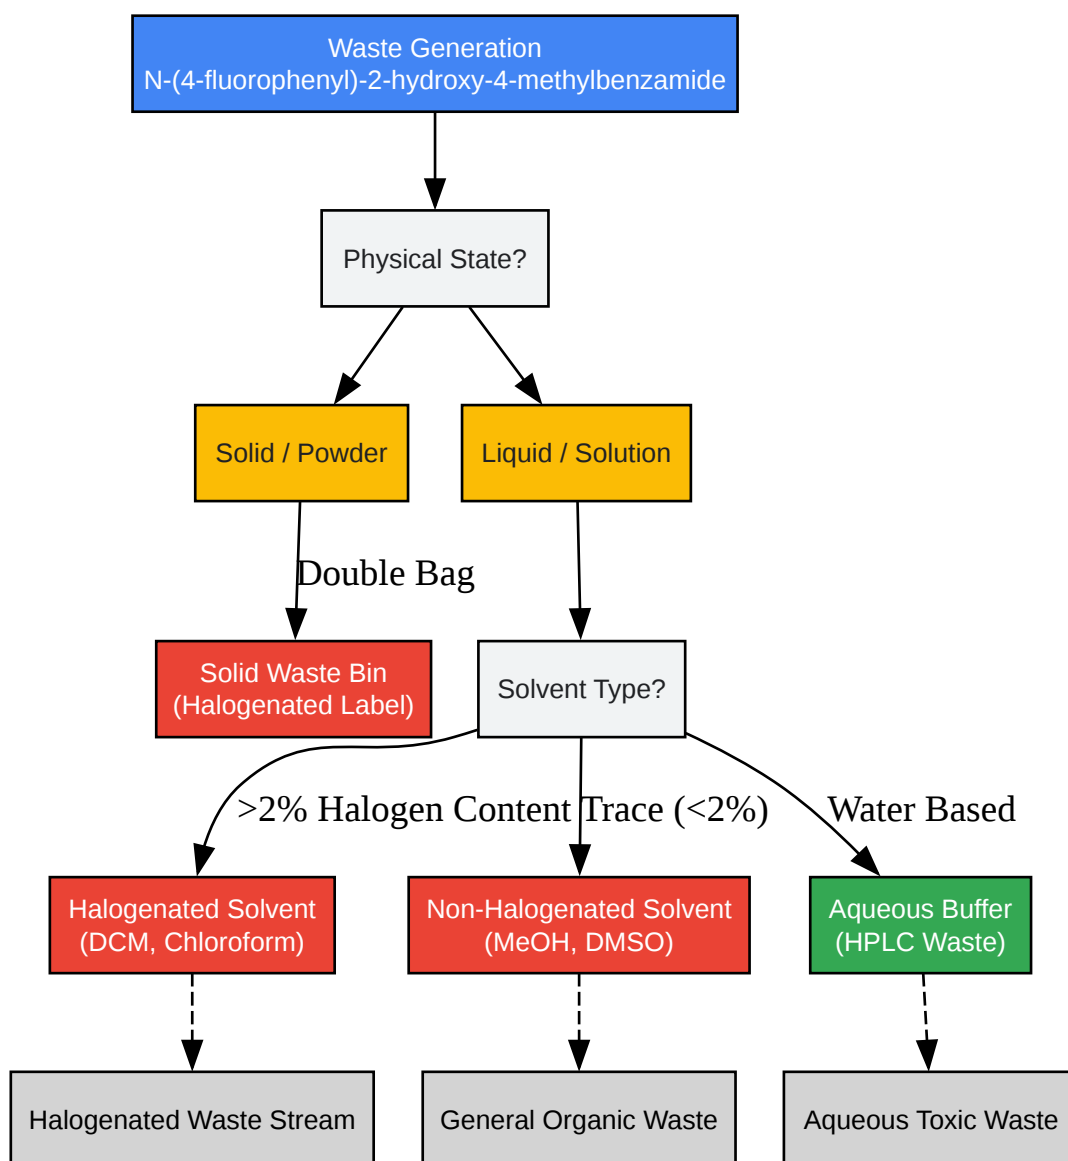 Waste Generation
N-(4-fluorophenyl)-2-hydroxy-4-methylbenzamide
Physical State?
Solid / Powder
Liquid / Solution
Double Bag
Solid Waste Bin
(Halogenated Label)
Solvent Type?
>2% Halogen Content
Trace (<2%)
Water Based
Halogenated Solvent
(DCM, Chloroform)
Non-Halogenated Solvent
(MeOH, DMSO)
Aqueous Buffer
(HPLC Waste)
Halogenated Waste Stream
General Organic Waste
Aqueous Toxic Waste